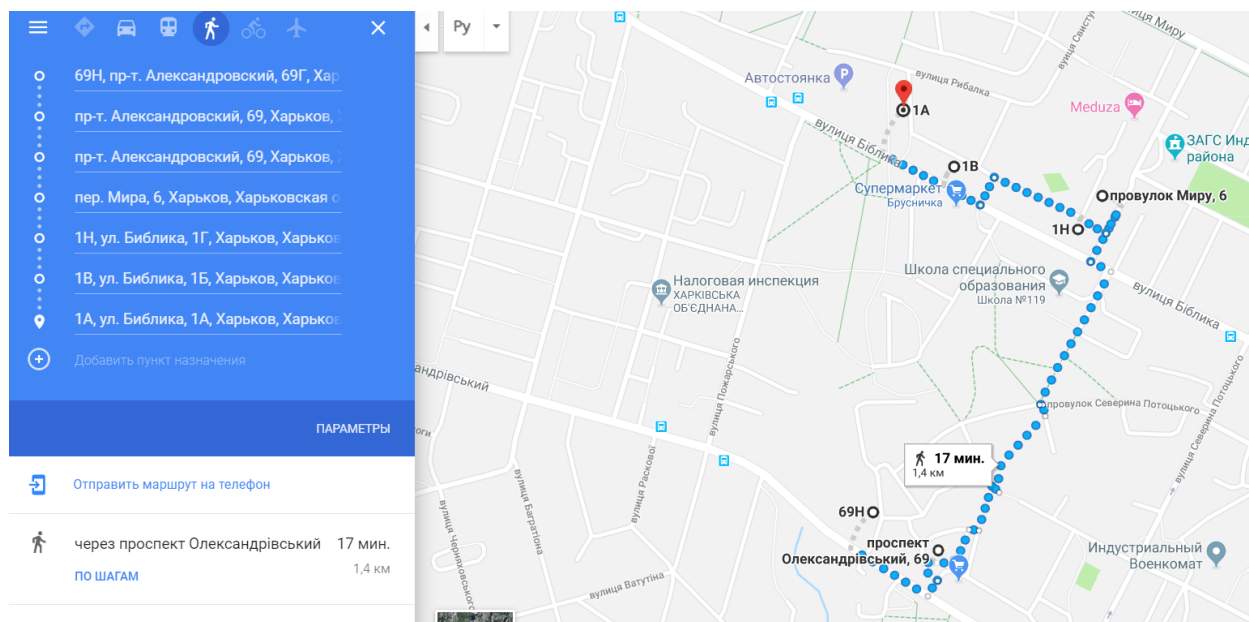 69Н, пр-т. Александровский, 69Г, Хар
пр-т. Александровский, 69, Харьков,
пр-т. Александровский, 69, Харьков,
пер. Мира, 6, Харьков, Харьковская о
1Н, ул. Библика, 1Г, Харьков, Харьков
1В, ул. Библика, 1Б, Харьков, Харьков
1А, ул. Библика, 1А, Харьков, Харьков
Добавить пункт назначения
ПАРАМЕТРЫ
Отправить маршрут на телефон
через проспект Олександрівський 17 мин.
ПО ШАГАМ 1,4 км
Ру
Автостоянка
1А
вулиця Рибалка
вулиця Миру
Meduza
ЗАГС Инд
района
вулиця Біблика
1В
Супермаркет
Брусничка
провулок Миру, 6
1Н
Школа специального
образования
Школа №119
Налоговая инспекция
ХАРКІВСЬКА
ОБ'ЄДНАНА...
вулиця Біблика
андрівський
вулиця Пожарського
провулок Северина Потоцького
вулиця Северина Потоцького
17 мин.
1,4 км
вулиця Раскової
вулиця Багратіона
69Н
проспект
Олександрівський, 69
Индустриальный
Военкомат
вулиця Ватутіна
вулиця Черняховського